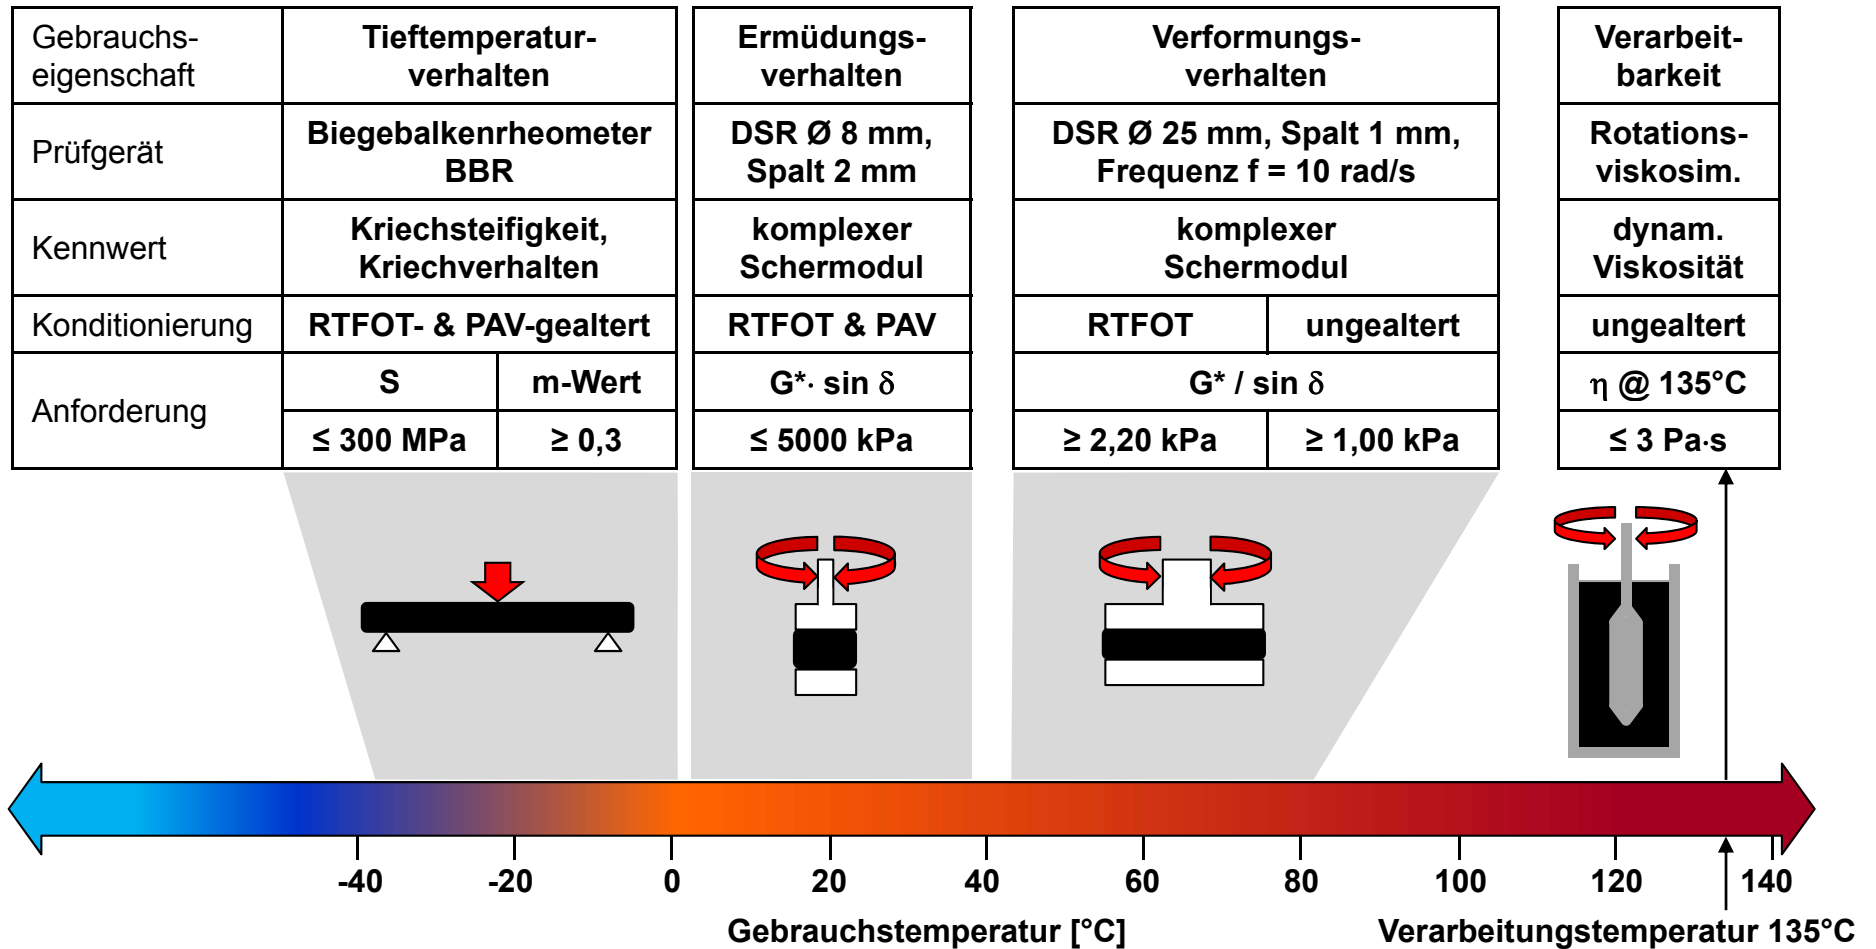 Gebrauchs-
eigenschaft
Tieftemperatur-
verhalten
Ermüdungs-
verhalten
Verformungs-
verhalten
Verarbeit-
barkeit
Prüfgerät
Biegebalkenrheometer
BBR
DSR Ø 8 mm,
Spalt 2 mm
DSR Ø 25 mm, Spalt 1 mm,
Frequenz f = 10 rad/s
Rotations-
viskosim.
Kennwert
Kriechsteifigkeit,
Kriechverhalten
komplexer
Schermodul
komplexer
Schermodul
dynam.
Viskosität
Konditionierung
RTFOT- & PAV-gealtert
RTFOT & PAV
RTFOT
ungealtert
ungealtert
Anforderung
S
m-Wert
G*· sin δ
G* / sin δ
η @ 135°C
≤ 300 MPa
≥ 0,3
≤ 5000 kPa
≥ 2,20 kPa
≥ 1,00 kPa
≤ 3 Pa·s
-40 -20 0 20 40 60 80 100 120 140
Gebrauchstemperatur [°C]
Verarbeitungstemperatur 135°C